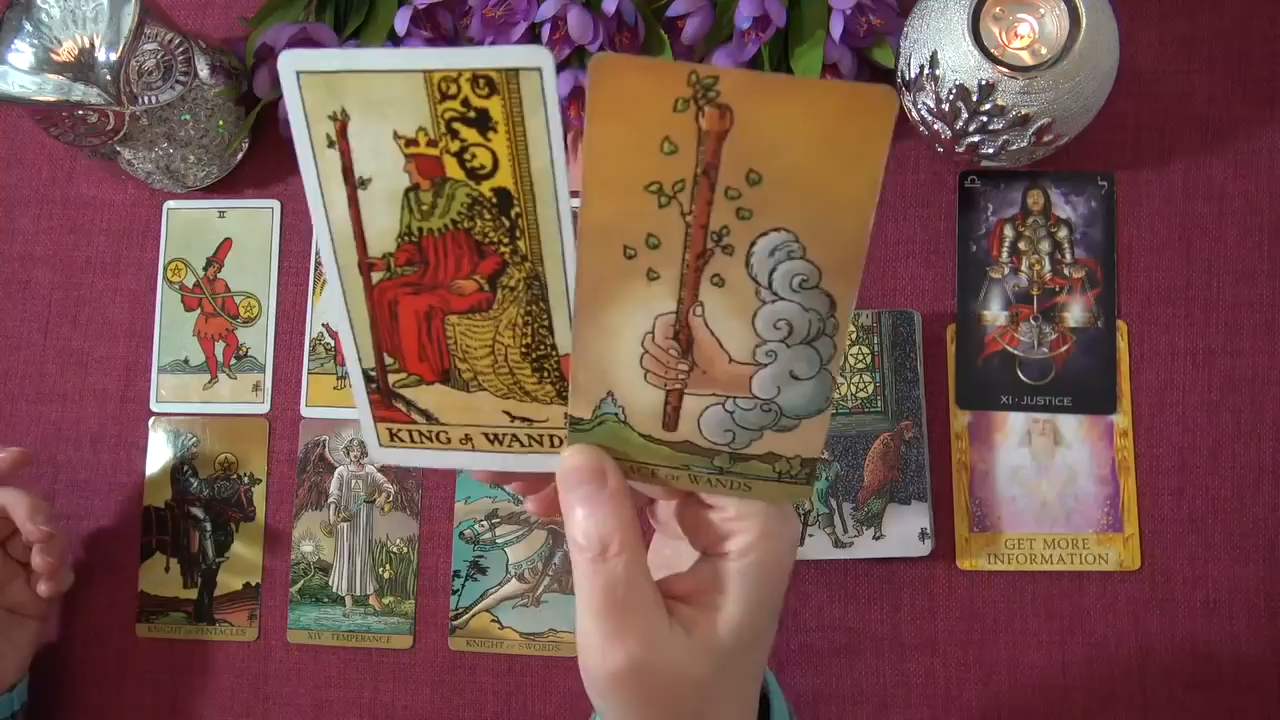 II
KING of WAND
ACE OF WANDS
XI · JUSTICE
GET MORE
INFORMATION
KNIGHT OF PENTACLES
XIV · TEMPERANCE
KNIGHT OF SWORDS